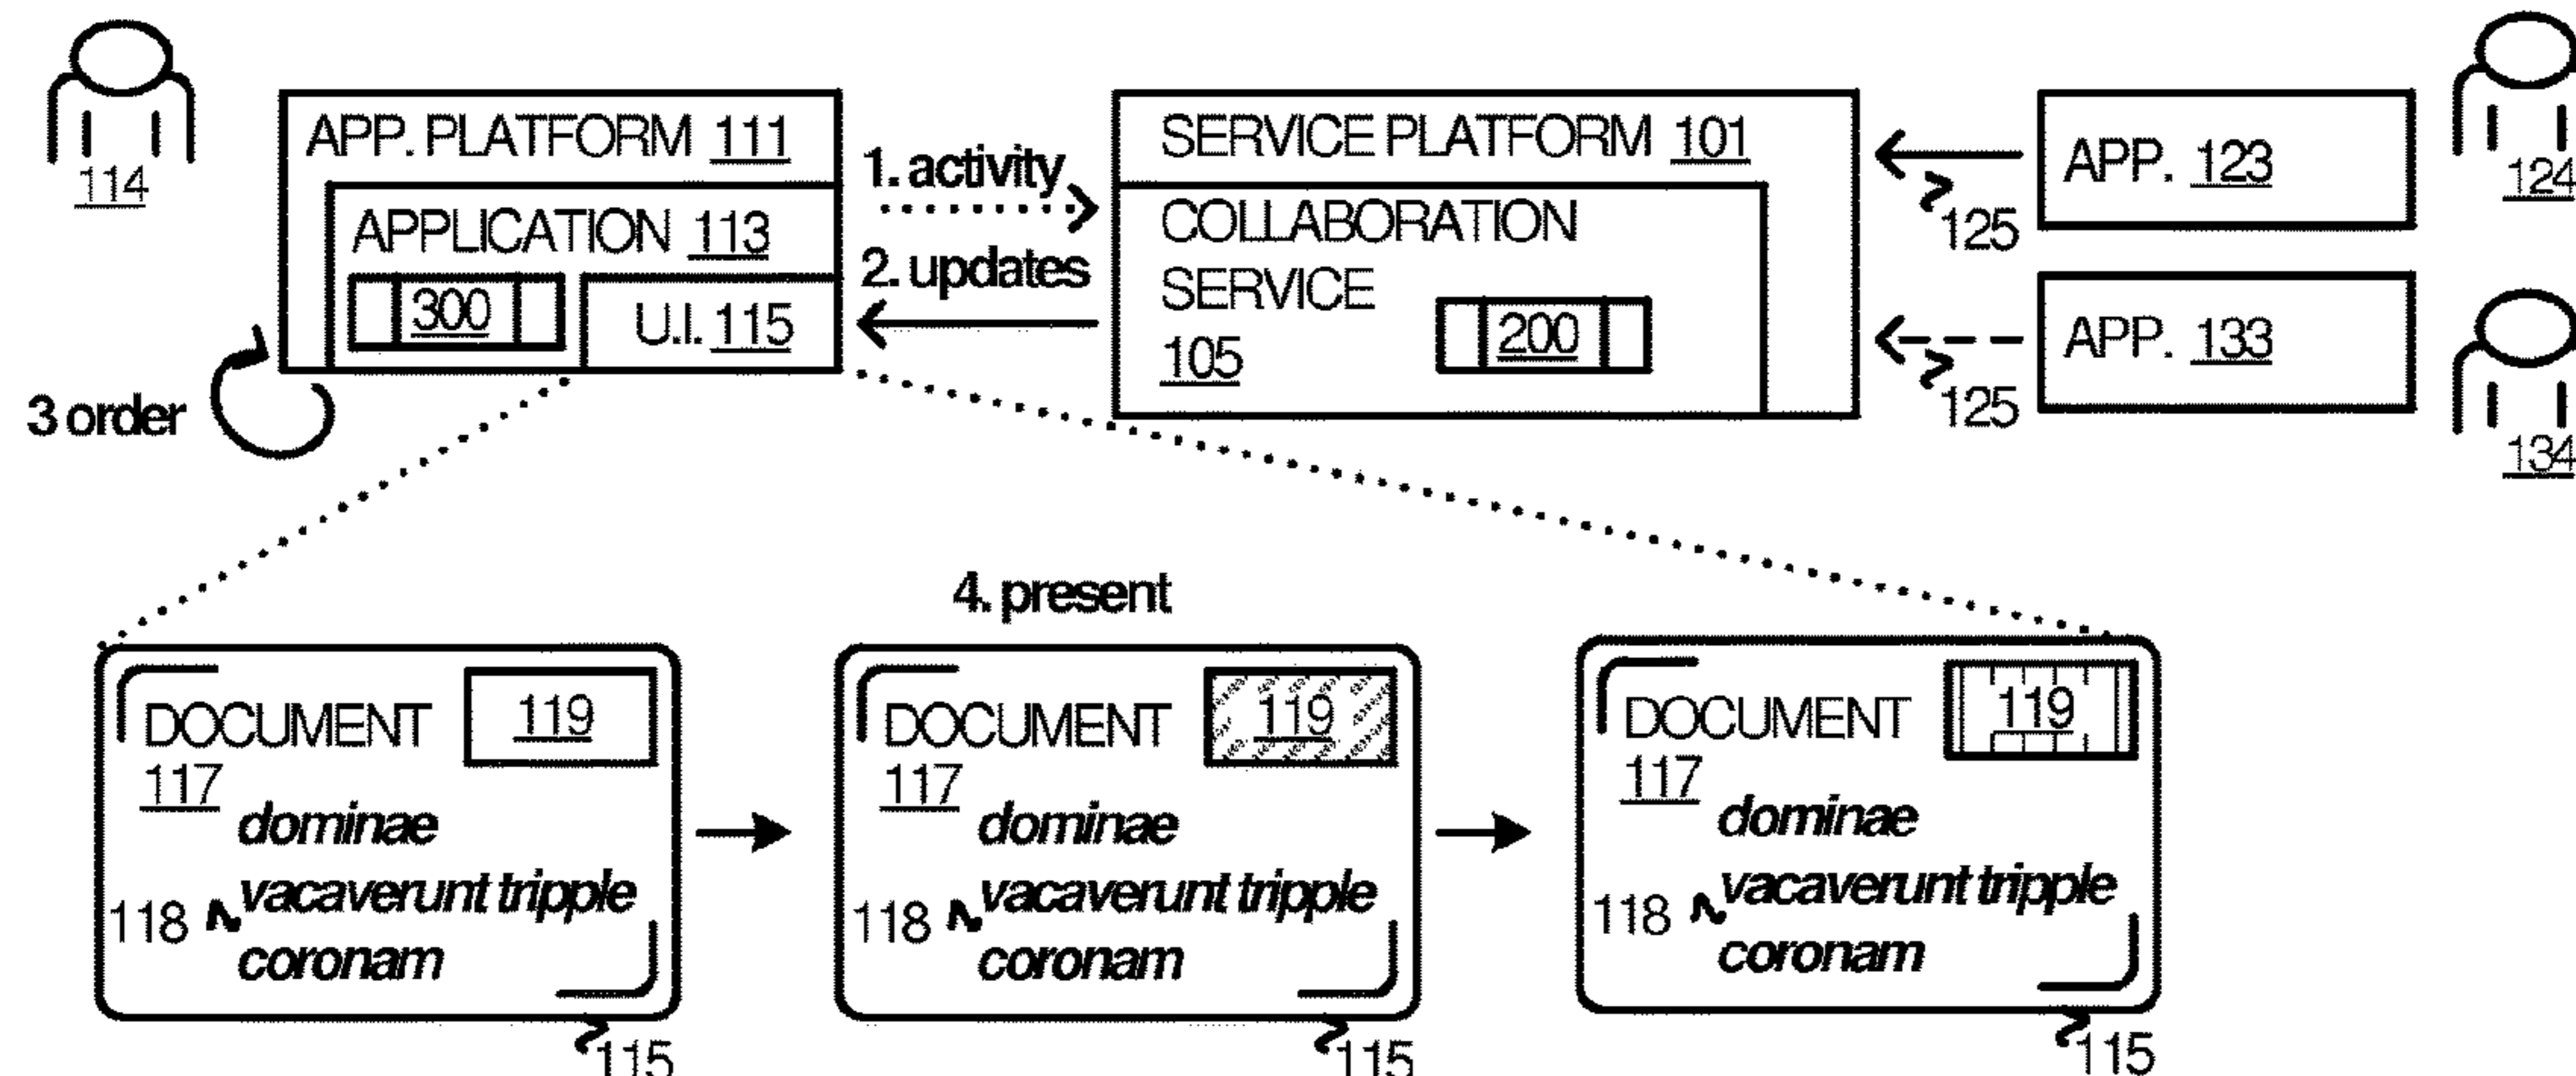 114
APP. PLATFORM 111
APPLICATION 113
300
U.I. 115
3 order
1. activity
2. updates
SERVICE PLATFORM 101
COLLABORATION
SERVICE
105
200
125
APP. 123
124
125
APP. 133
134
4. present
DOCUMENT
119
117
dominae
118
vacaverunt tripple
coronam
115
DOCUMENT
119
117
dominae
118
vacaverunt tripple
coronam
115
DOCUMENT
119
117
dominae
118
vacaverunt tripple
coronam
115